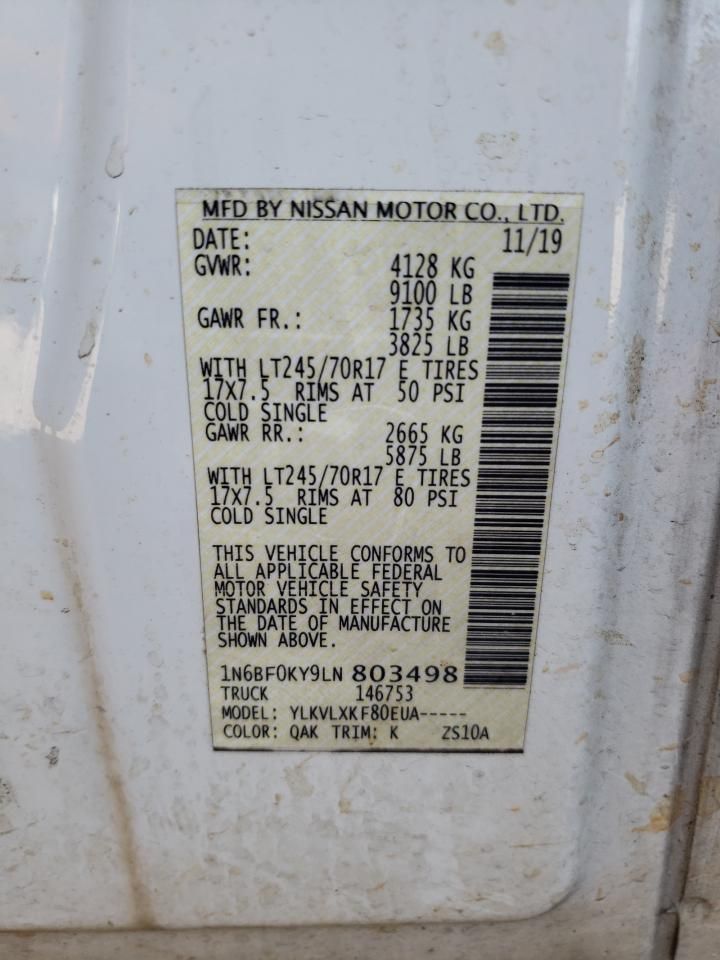 MFD BY NISSAN MOTOR CO., LTD.
DATE: 11/19
GVWR: 4128 KG
9100 LB
GAWR FR.: 1735 KG
3825 LB
WITH LT245/70R17 E TIRES
17X7.5 RIMS AT 50 PSI
COLD SINGLE
GAWR RR.: 2665 KG
5875 LB
WITH LT245/70R17 E TIRES
17X7.5 RIMS AT 80 PSI
COLD SINGLE
THIS VEHICLE CONFORMS TO
ALL APPLICABLE FEDERAL
MOTOR VEHICLE SAFETY
STANDARDS IN EFFECT ON
THE DATE OF MANUFACTURE
SHOWN ABOVE.
1N6BF0KY9LN 803498
TRUCK 146753
MODEL: YLKVLXKF80EUA-----
COLOR: QAK TRIM: K ZS10A